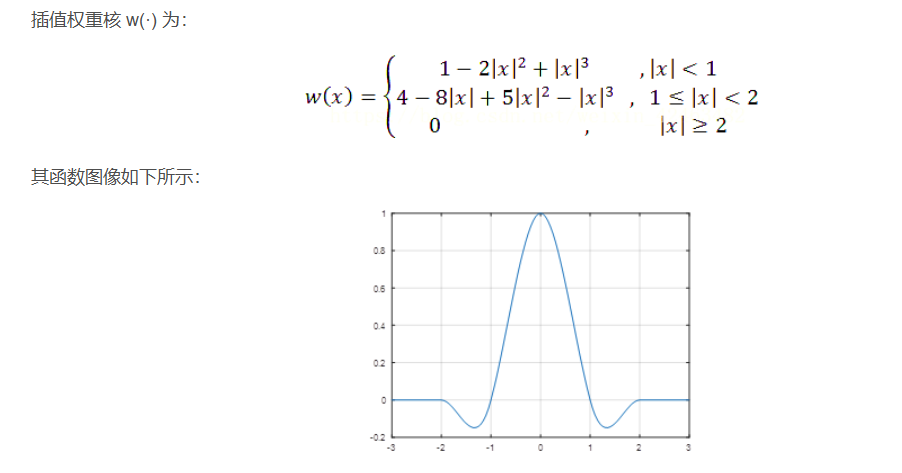 插值权重核 w(·) 为：
w(x) = { 1 − 2|x|² + |x|³ , |x| < 1
4 − 8|x| + 5|x|² − |x|³ , 1 ≤ |x| < 2
0 , |x| ≥ 2
其函数图像如下所示：
1
0.8
0.6
0.4
0.2
0
-0.2
-3 -2 -1 0 1 2 3